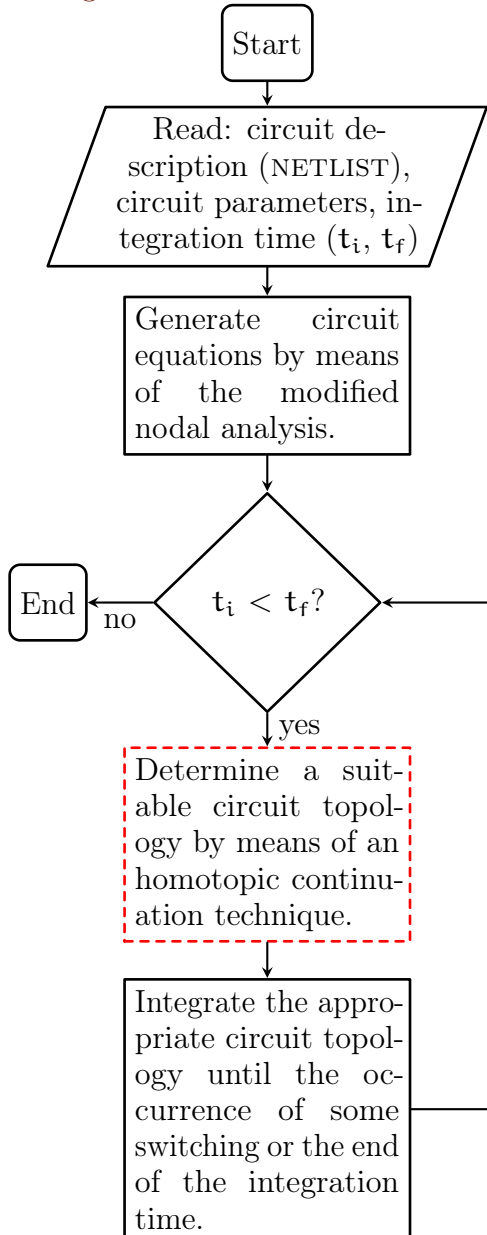 Start
Read: circuit de-
scription (NETLIST),
circuit parameters, in-
tegration time (tᵢ, t_f)
Generate circuit
equations by means
of the modified
nodal analysis.
tᵢ < t_f?
End
no
yes
Determine a suit-
able circuit topol-
ogy by means of an
homotopic continu-
ation technique.
Integrate the appro-
priate circuit topol-
ogy until the oc-
currence of some
switching or the end
of the integration
time.